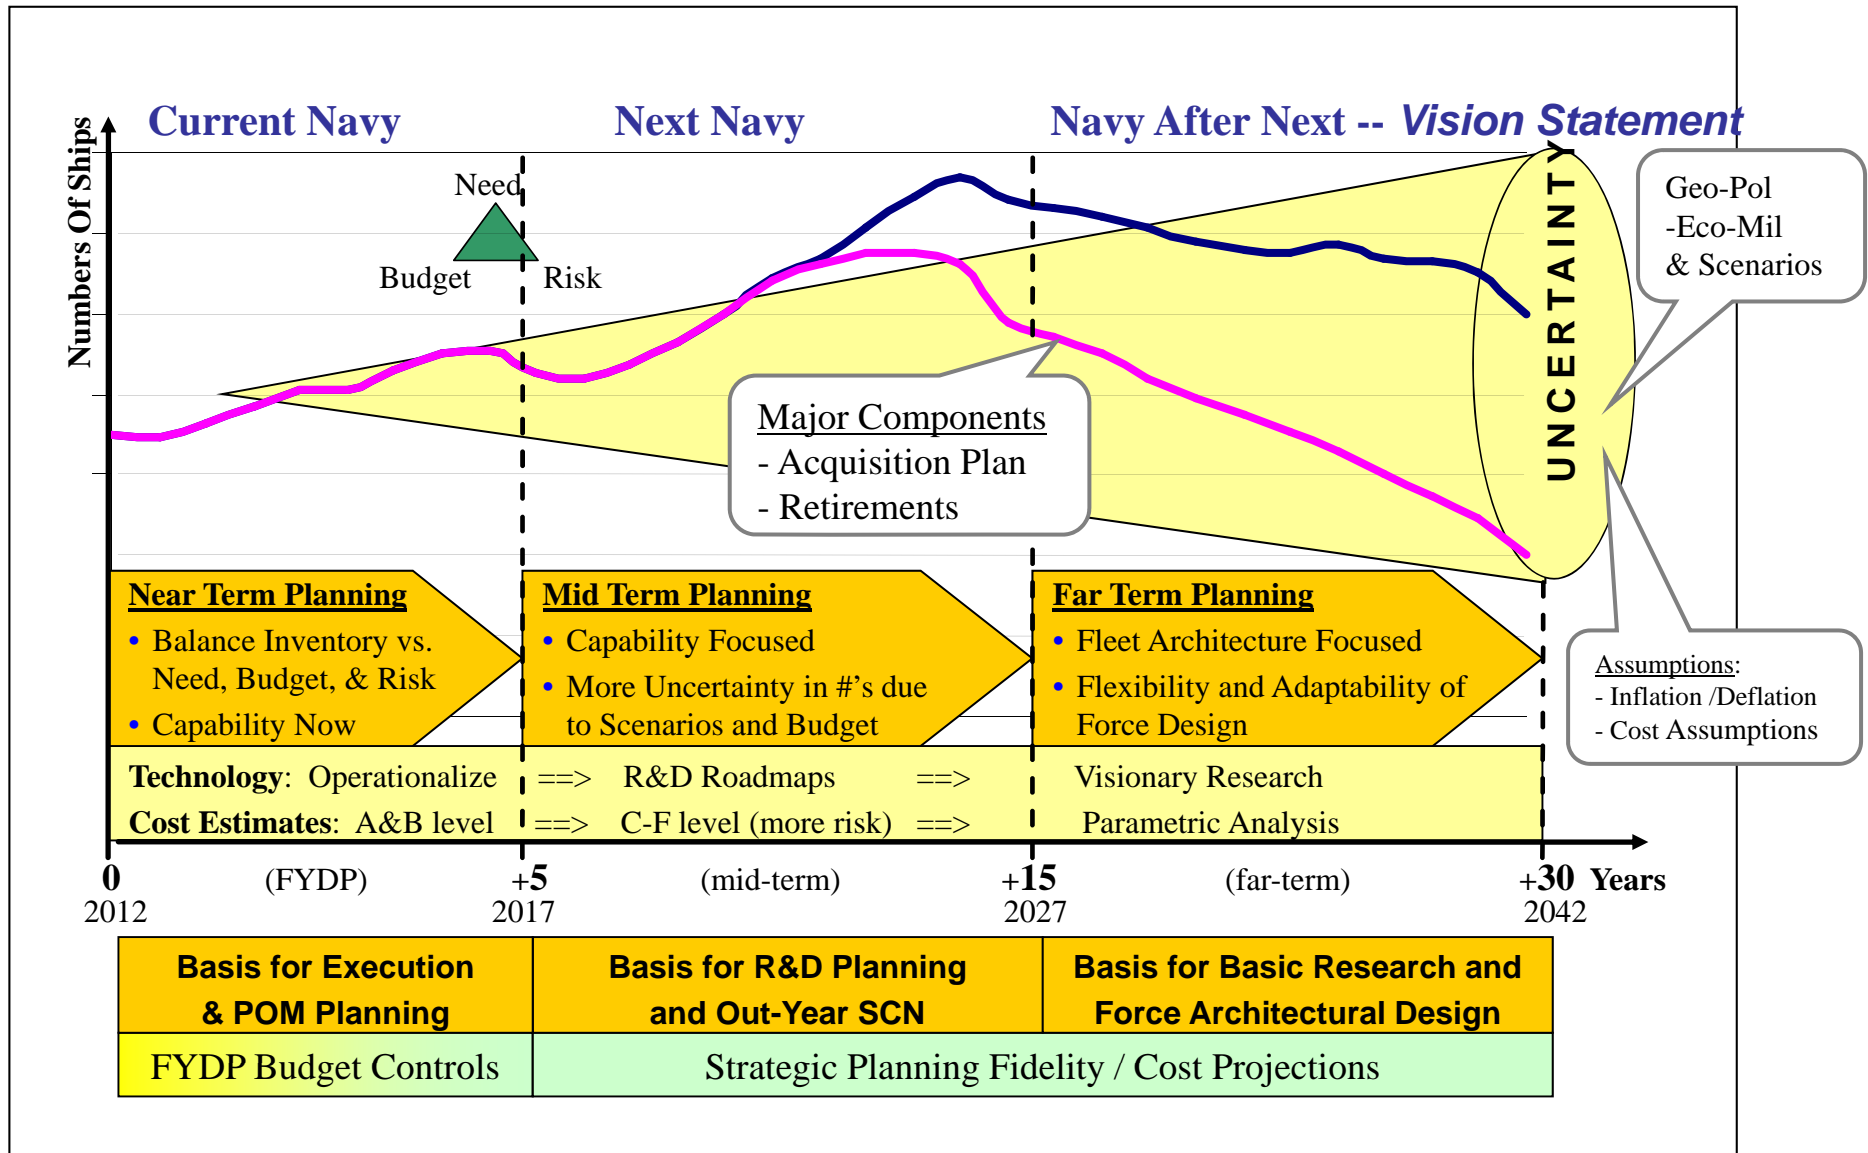 Current Navy
Next Navy
Navy After Next -- Vision Statement
Numbers Of Ships
Need
Budget
Risk
UNCERTAINTY
Geo-Pol
-Eco-Mil
& Scenarios
Major Components
- Acquisition Plan
- Retirements
Near Term Planning
• Balance Inventory vs.
Need, Budget, & Risk
• Capability Now
Mid Term Planning
• Capability Focused
• More Uncertainty in #’s due
to Scenarios and Budget
Far Term Planning
• Fleet Architecture Focused
• Flexibility and Adaptability of
Force Design
Assumptions:
- Inflation /Deflation
- Cost Assumptions
Technology: Operationalize ==> R&D Roadmaps ==> Visionary Research
Cost Estimates: A&B level ==> C-F level (more risk) ==> Parametric Analysis
0 (FYDP) +5 (mid-term) +15 (far-term) +30 Years
2012 2017 2027 2042
Basis for Execution
& POM Planning
Basis for R&D Planning
and Out-Year SCN
Basis for Basic Research and
Force Architectural Design
FYDP Budget Controls
Strategic Planning Fidelity / Cost Projections